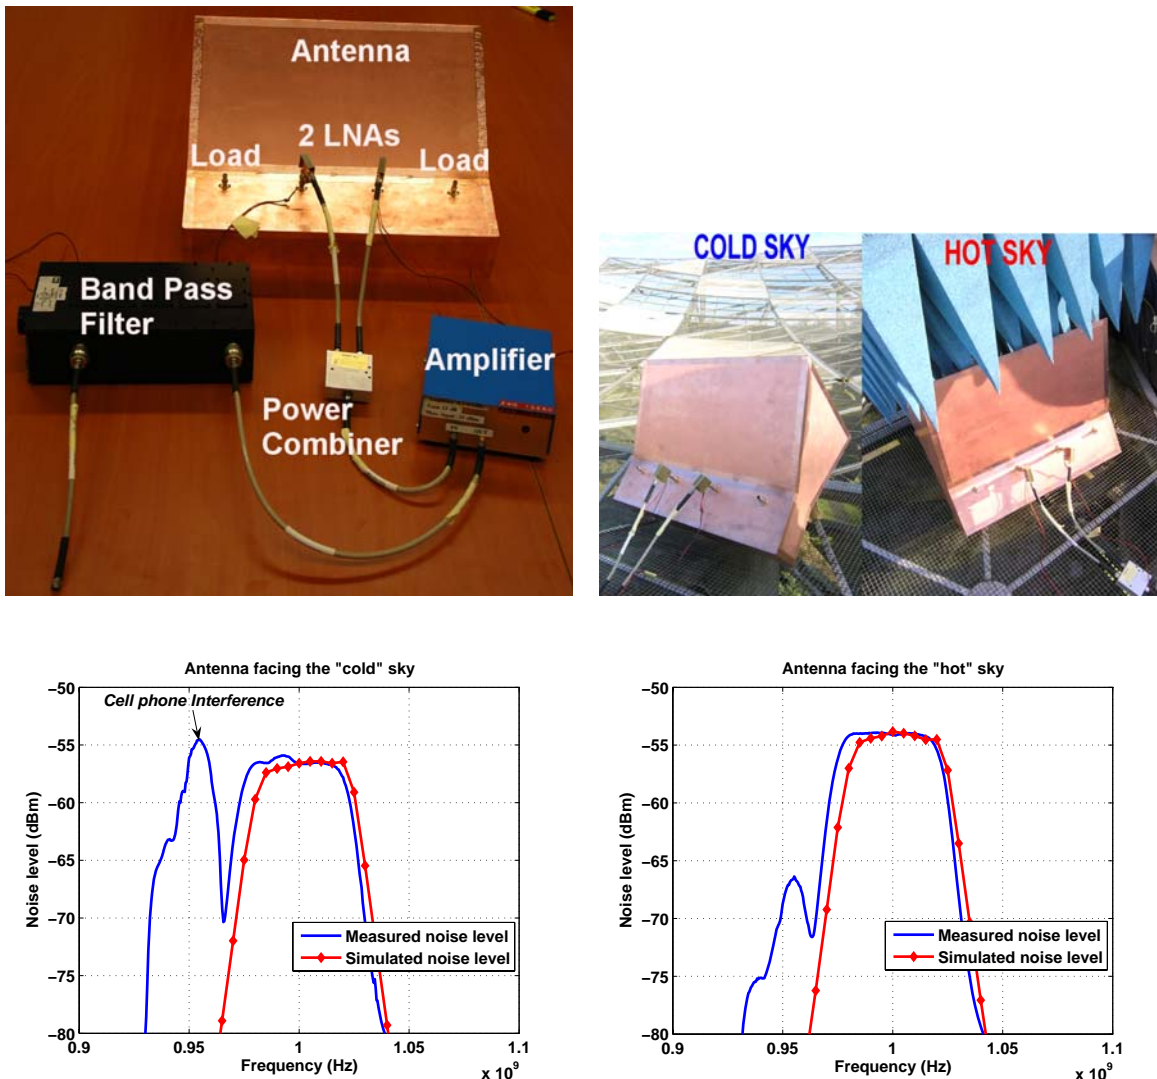 Antenna
2 LNAs
Load
Load
Band Pass
Filter
Amplifier
Power
Combiner
COLD SKY
HOT SKY
Antenna facing the "cold" sky
Cell phone Interference
−50
−55
−60
−65
−70
−75
−80
Noise level (dBm)
Measured noise level
Simulated noise level
0.9
0.95
1
1.05
1.1
Frequency (Hz)
x 10⁹
Antenna facing the "hot" sky
−50
−55
−60
−65
−70
−75
−80
Noise level (dBm)
Measured noise level
Simulated noise level
0.9
0.95
1
1.05
1.1
Frequency (Hz)
x 10⁹